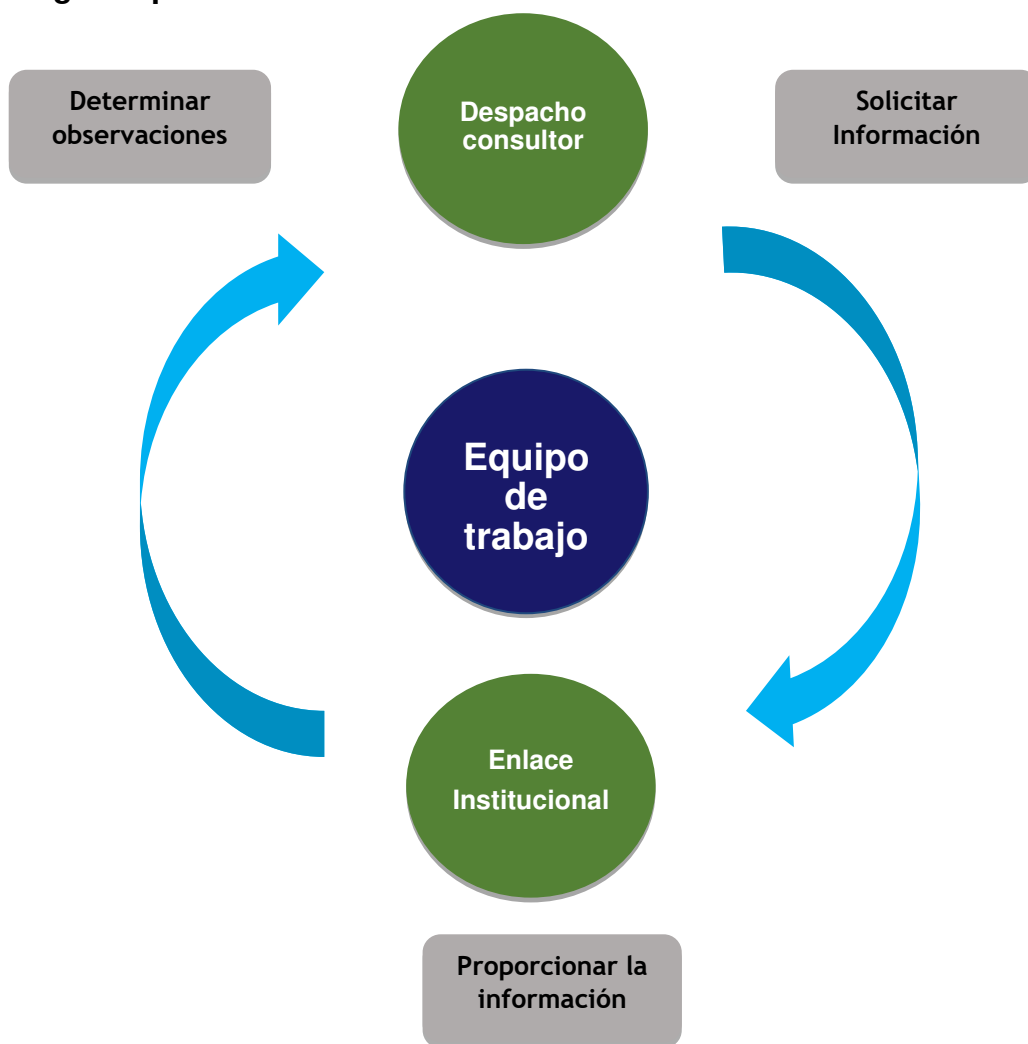 Determinar
observaciones
Despacho
consultor
Solicitar
Información
Equipo
de
trabajo
Enlace
Institucional
Proporcionar la
información